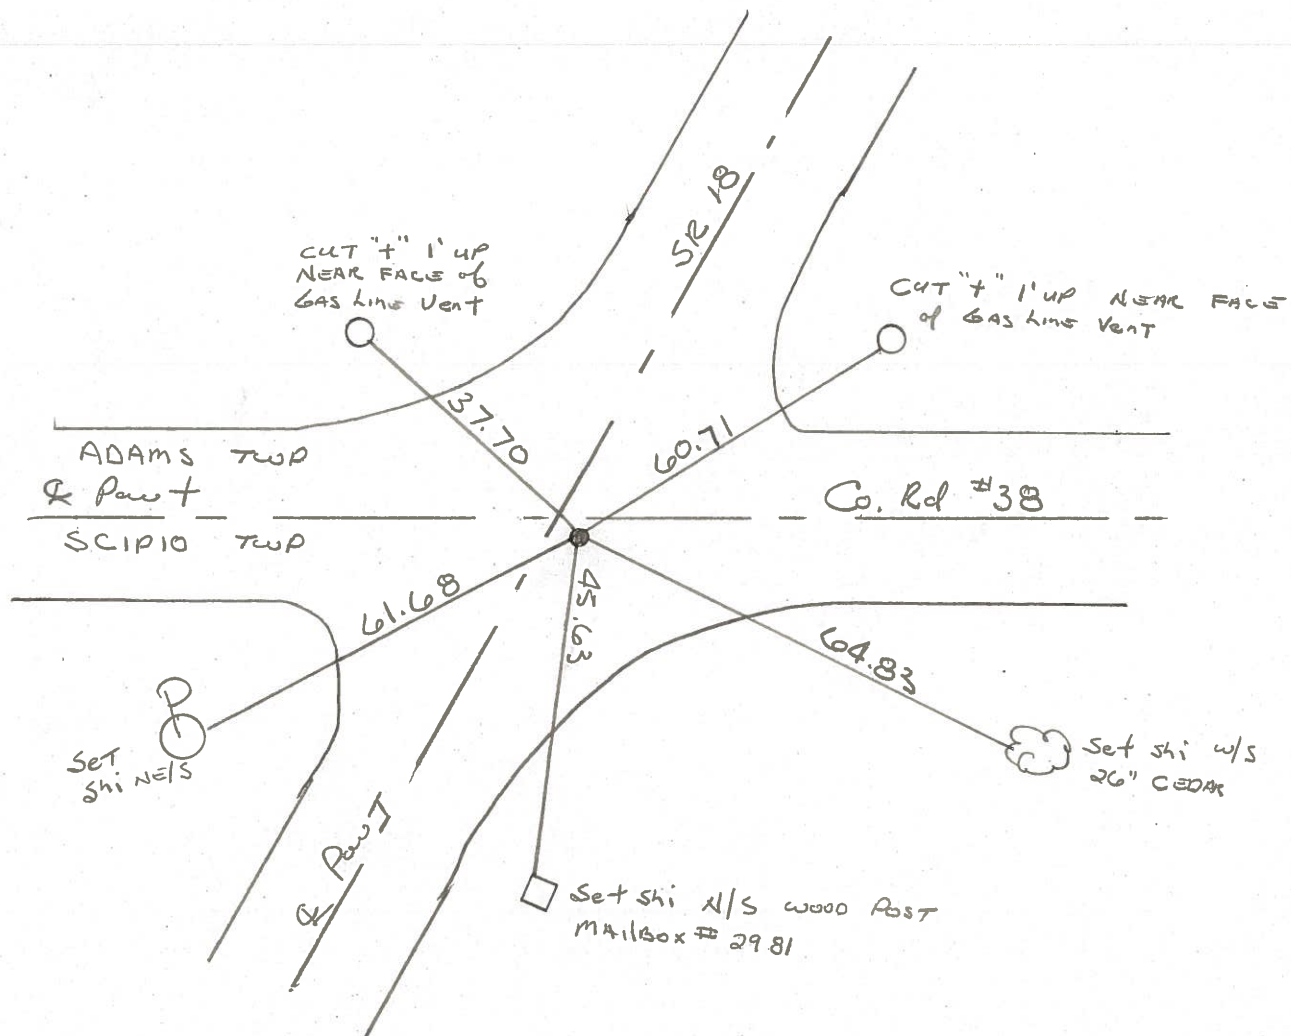 SR 18
CUT "+" 1' UP
NEAR FACE of
GAS Line Vent
CUT "+" 1' UP NEAR FACE
of GAS Line Vent
37.70
60.71
ADAMS TWP
℄ Pav't
Co. Rd #38
SCIPIO TWP
61.68
45.63
64.83
P
Set
Shi NE/S
Set Shi W/S
26" CEDAR
℄ Pav't
Set Shi N/S WOOD POST
MAILBOX # 2981